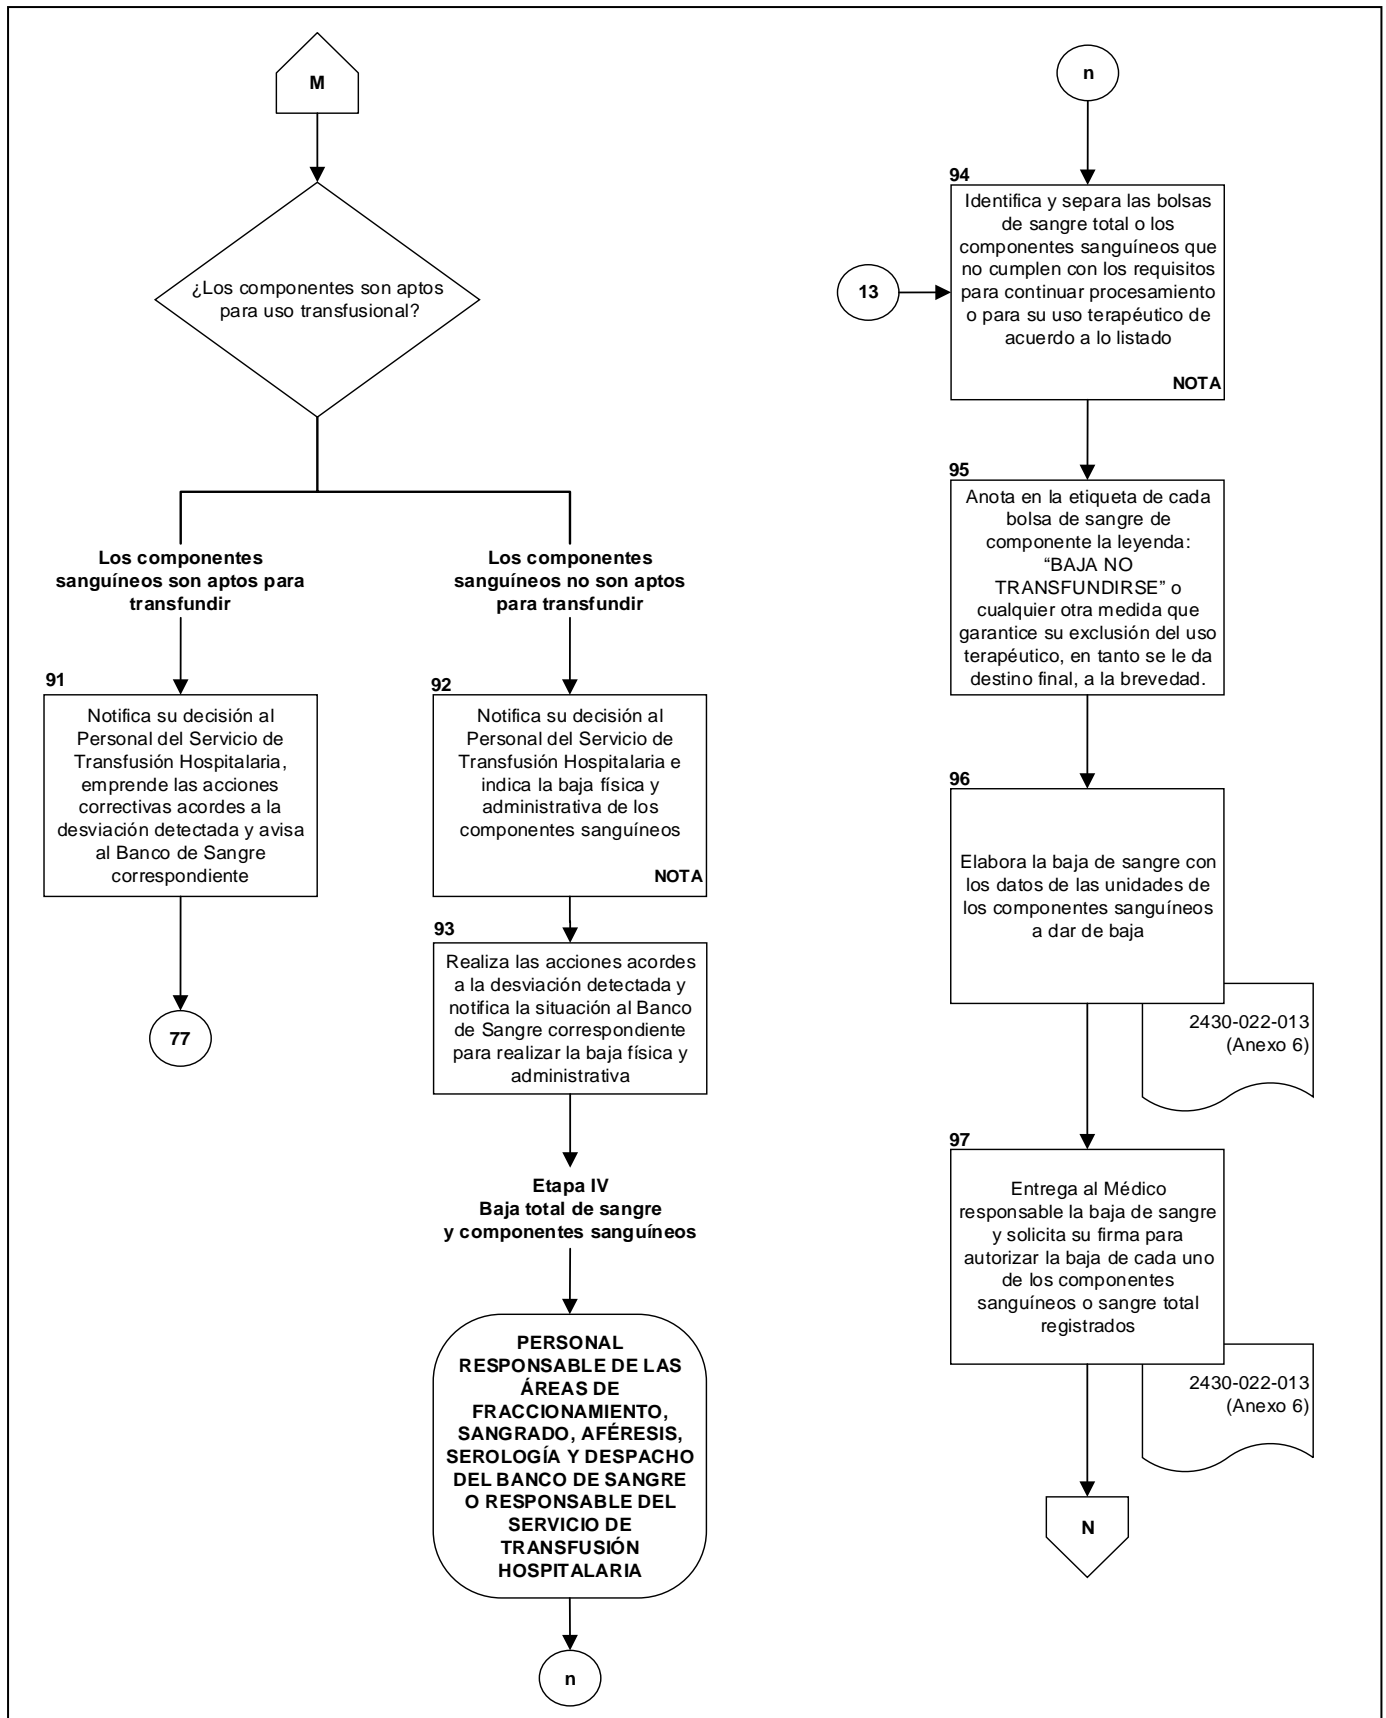 M
¿Los componentes son aptos
para uso transfusional?
Los componentes
sanguíneos son aptos para
transfundir
Los componentes
sanguíneos no son aptos
para transfundir
91
Notifica su decisión al
Personal del Servicio de
Transfusión Hospitalaria,
emprende las acciones
correctivas acordes a la
desviación detectada y avisa
al Banco de Sangre
correspondiente
77
92
Notifica su decisión al
Personal del Servicio de
Transfusión Hospitalaria e
indica la baja física y
administrativa de los
componentes sanguíneos
NOTA
93
Realiza las acciones acordes
a la desviación detectada y
notifica la situación al Banco
de Sangre correspondiente
para realizar la baja física y
administrativa
Etapa IV
Baja total de sangre
y componentes sanguíneos
PERSONAL
RESPONSABLE DE LAS
ÁREAS DE
FRACCIONAMIENTO,
SANGRADO, AFÉRESIS,
SEROLOGÍA Y DESPACHO
DEL BANCO DE SANGRE
O RESPONSABLE DEL
SERVICIO DE
TRANSFUSIÓN
HOSPITALARIA
n
n
94
Identifica y separa las bolsas
de sangre total o los
componentes sanguíneos que
no cumplen con los requisitos
para continuar procesamiento
o para su uso terapéutico de
acuerdo a lo listado
NOTA
13
95
Anota en la etiqueta de cada
bolsa de sangre de
componente la leyenda:
“BAJA NO
TRANSFUNDIRSE” o
cualquier otra medida que
garantice su exclusión del uso
terapéutico, en tanto se le da
destino final, a la brevedad.
96
Elabora la baja de sangre con
los datos de las unidades de
los componentes sanguíneos
a dar de baja
2430-022-013
(Anexo 6)
97
Entrega al Médico
responsable la baja de sangre
y solicita su firma para
autorizar la baja de cada uno
de los componentes
sanguíneos o sangre total
registrados
2430-022-013
(Anexo 6)
N